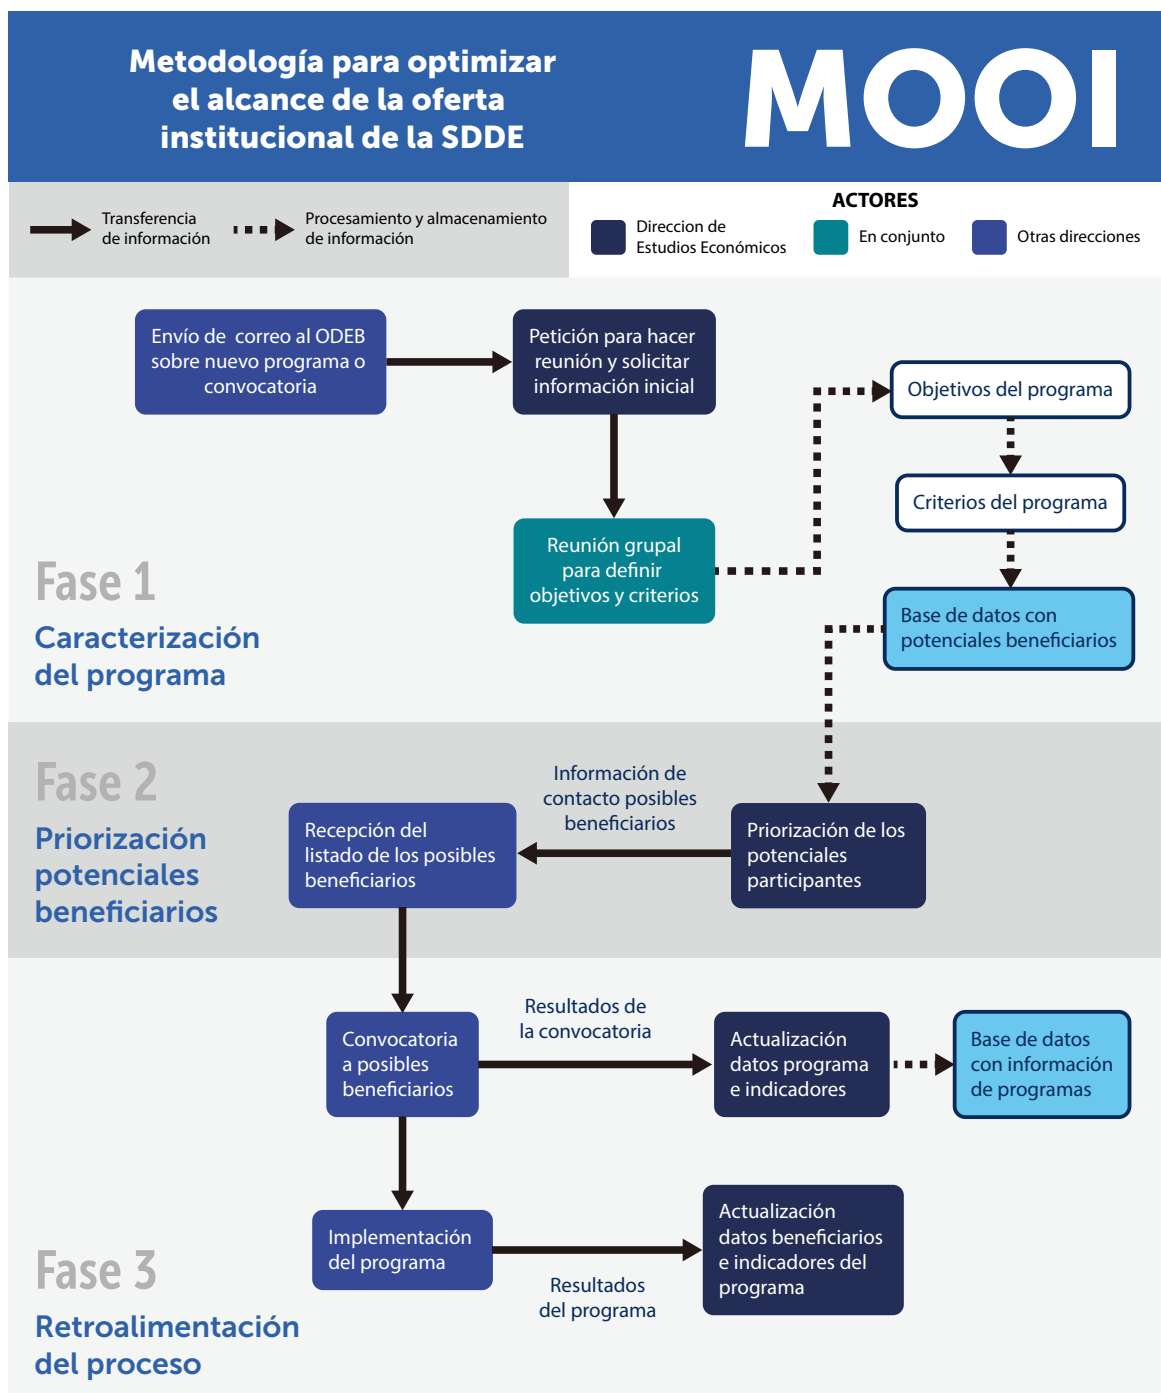 Metodología para optimizar
el alcance de la oferta
institucional de la SDDE
MOOI
Transferencia
de información
Procesamiento y almacenamiento
de información
ACTORES
Direccion de
Estudios Económicos
En conjunto
Otras direcciones
Envío de correo al ODEB
sobre nuevo programa o
convocatoria
Petición para hacer
reunión y solicitar
información inicial
Objetivos del programa
Criterios del programa
Reunión grupal
para definir
objetivos y criterios
Base de datos con
potenciales beneficiarios
Fase 1
Caracterización
del programa
Fase 2
Priorización
potenciales
beneficiarios
Información de
contacto posibles
beneficiarios
Recepción del
listado de los posibles
beneficiarios
Priorización de los
potenciales
participantes
Convocatoria
a posibles
beneficiarios
Resultados de
la convocatoria
Actualización
datos programa
e indicadores
Base de datos
con información
de programas
Implementación
del programa
Resultados
del programa
Actualización
datos beneficiarios
e indicadores del
programa
Fase 3
Retroalimentación
del proceso